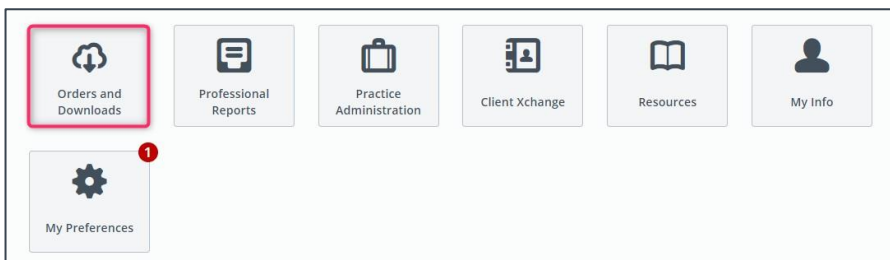 Orders and
Downloads
Professional
Reports
Practice
Administration
Client Xchange
Resources
My Info
1
My Preferences